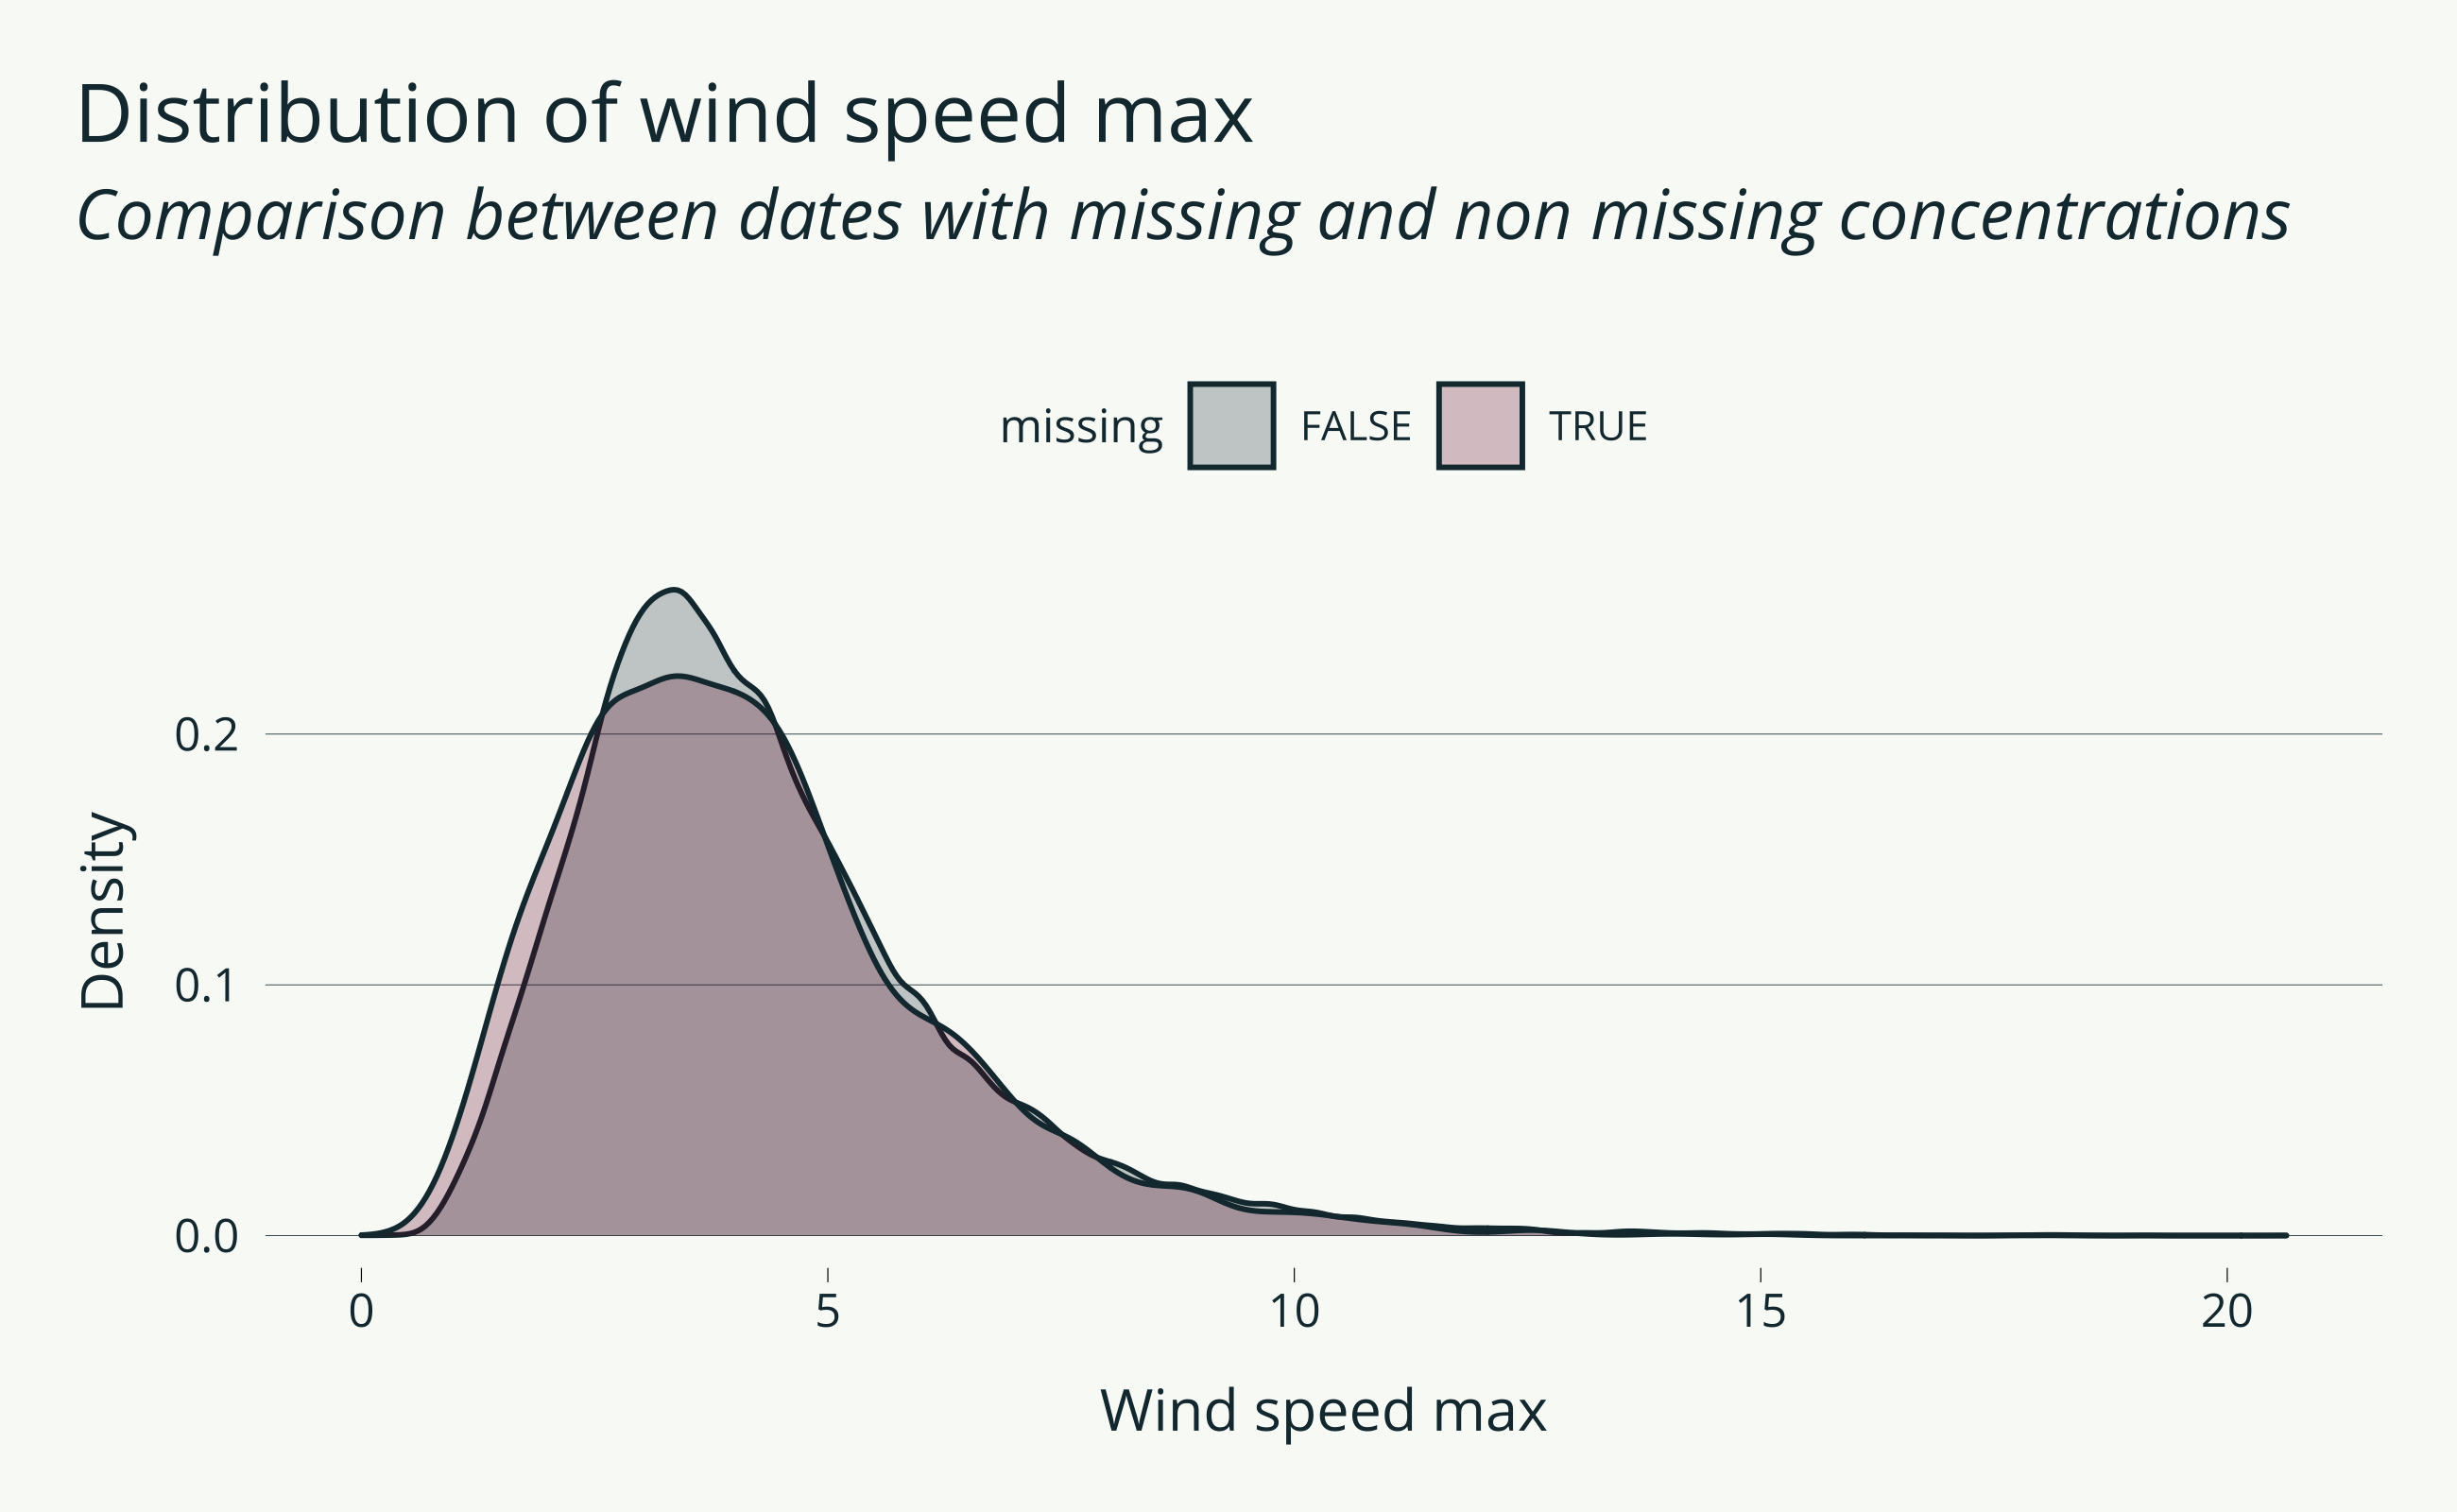 Distribution of wind speed max
Comparison between dates with missing and non missing concentrations
missing FALSE TRUE
Density
0.2
0.1
0.0
0 5 10 15 20
Wind speed max